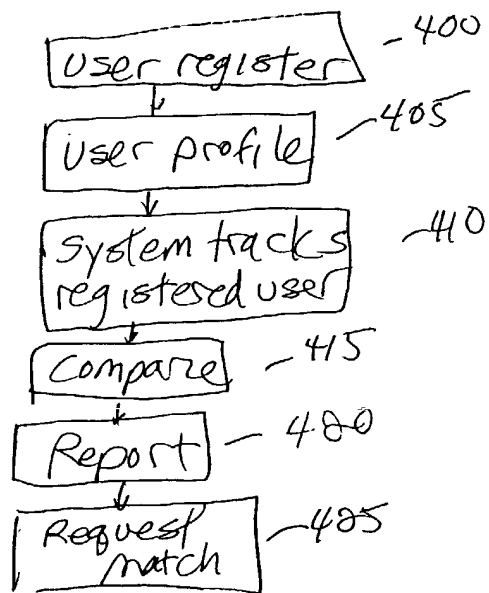 User register
400
User profile
405
System tracks
registered user
410
Compare
415
Report
420
Request
match
425